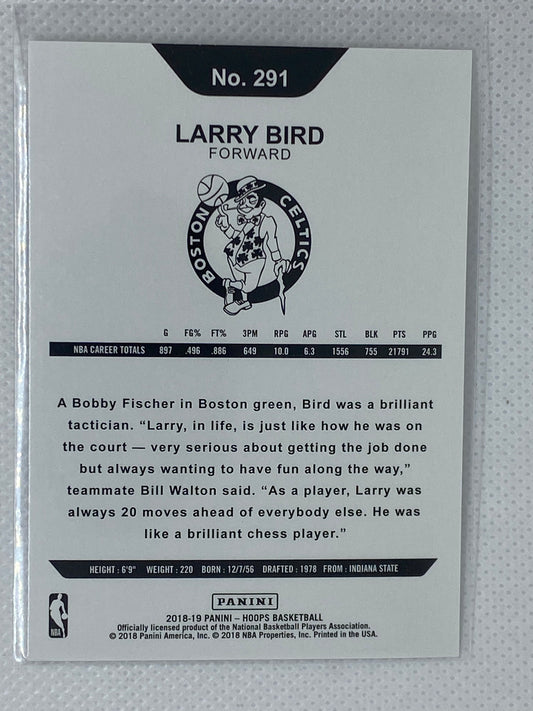 No. 291
LARRY BIRD
FORWARD
BOSTON CELTICS
G FG% FT% 3PM RPG APG STL BLK PTS PPG
NBA CAREER TOTALS 897 .496 .886 649 10.0 6.3 1556 755 21791 24.3
A Bobby Fischer in Boston green, Bird was a brilliant
tactician. “Larry, in life, is just like how he was on
the court — very serious about getting the job done
but always wanting to have fun along the way,”
teammate Bill Walton said. “As a player, Larry was
always 20 moves ahead of everybody else. He was
like a brilliant chess player.”
HEIGHT : 6'9" WEIGHT : 220 BORN : 12/7/56 DRAFTED : 1978 FROM : INDIANA STATE
PANINI
2018-19 PANINI – HOOPS BASKETBALL
Officially licensed product of the National Basketball Players Association.
© 2018 Panini America, Inc. © 2018 NBA Properties, Inc. Printed in the USA.
NBA